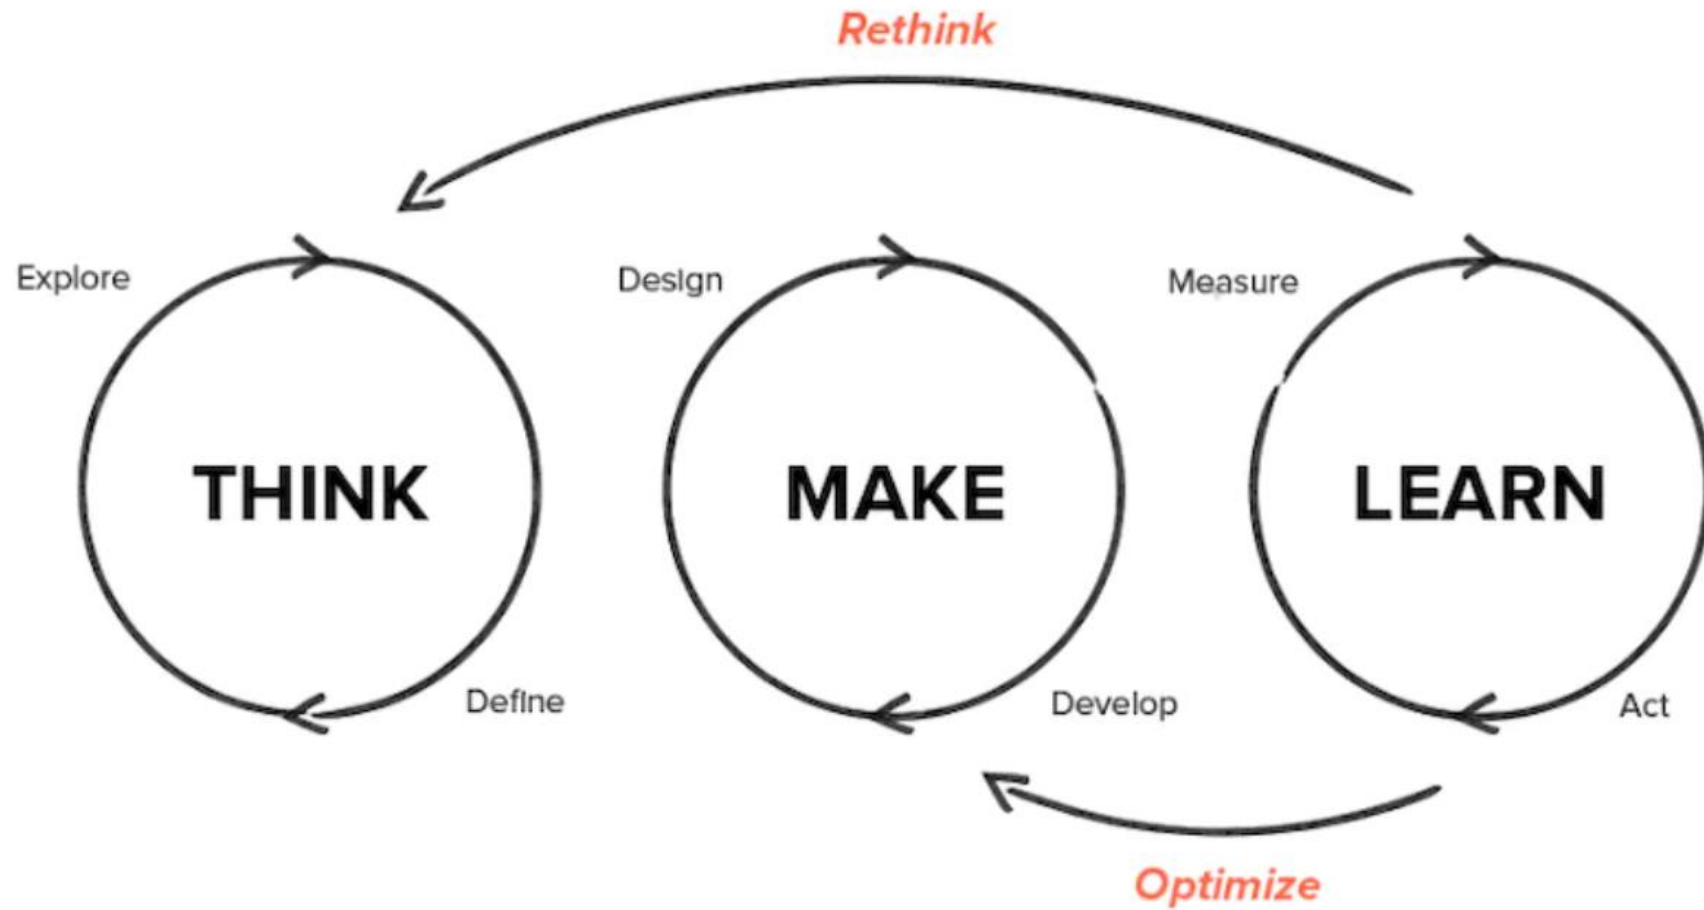 Rethink
Explore
Design
Measure
THINK
MAKE
LEARN
Define
Develop
Act
Optimize